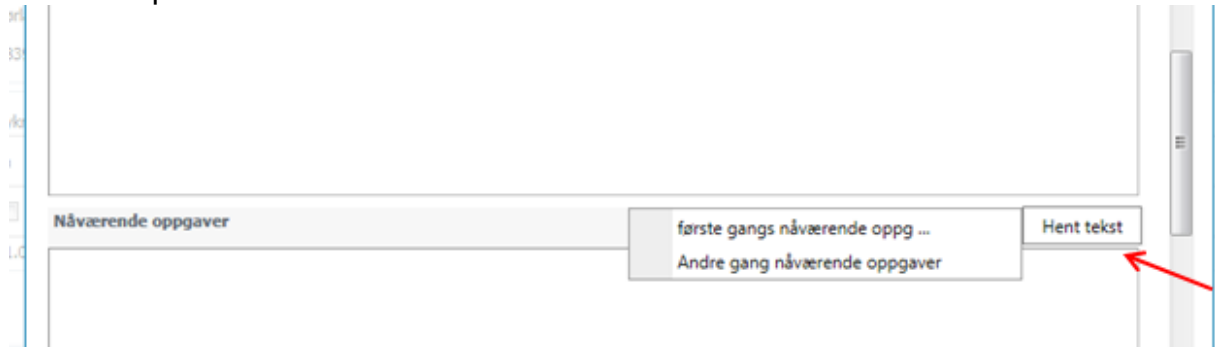 Nåværende oppgaver
første gangs nåværende oppg ...
Hent tekst
Andre gang nåværende oppgaver